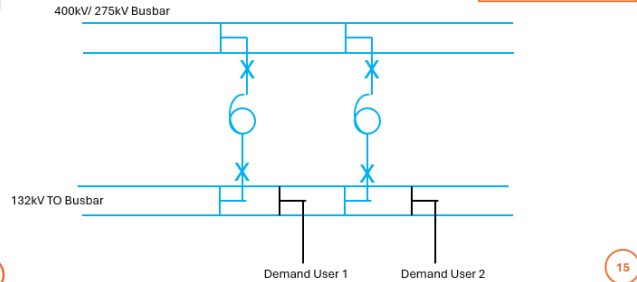 400kV/ 275kV Busbar
132kV TO Busbar
Demand User 1
Demand User 2
15